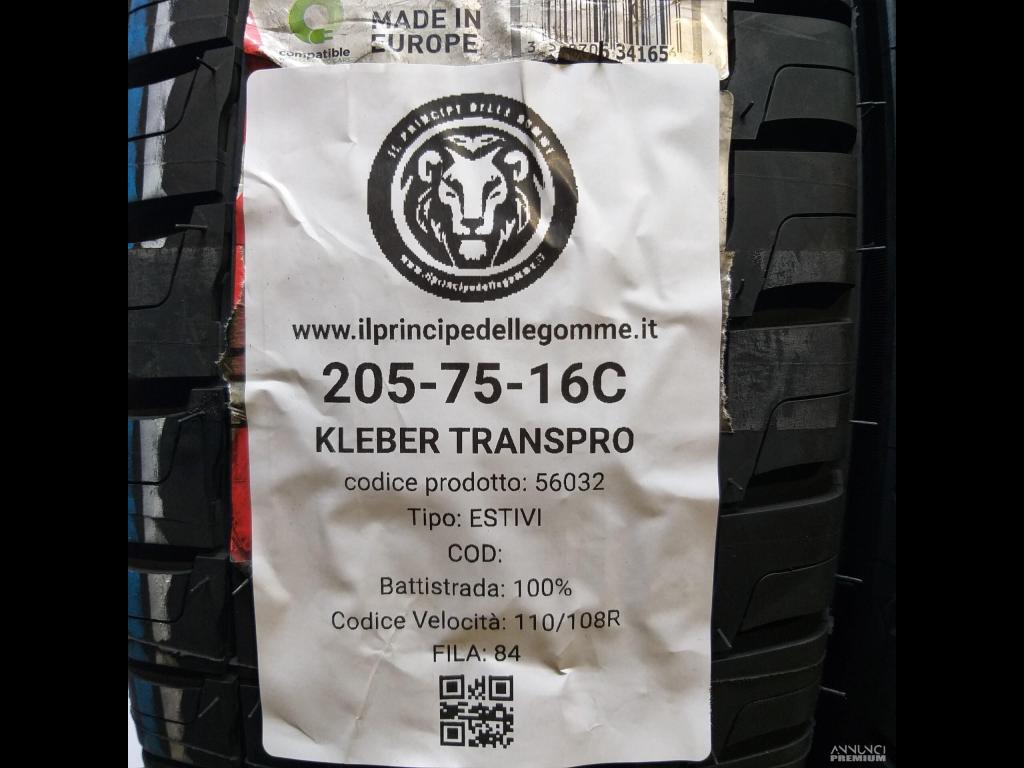 compatible
MADE IN
EUROPE
34165
IL PRINCIPE DELLE GOMME
www.ilprincipedellegomme.it
www.ilprincipedellegomme.it
205-75-16C
KLEBER TRANSPRO
codice prodotto: 56032
Tipo: ESTIVI
COD:
Battistrada: 100%
Codice Velocità: 110/108R
FILA: 84
ANNUNCI
PREMIUM